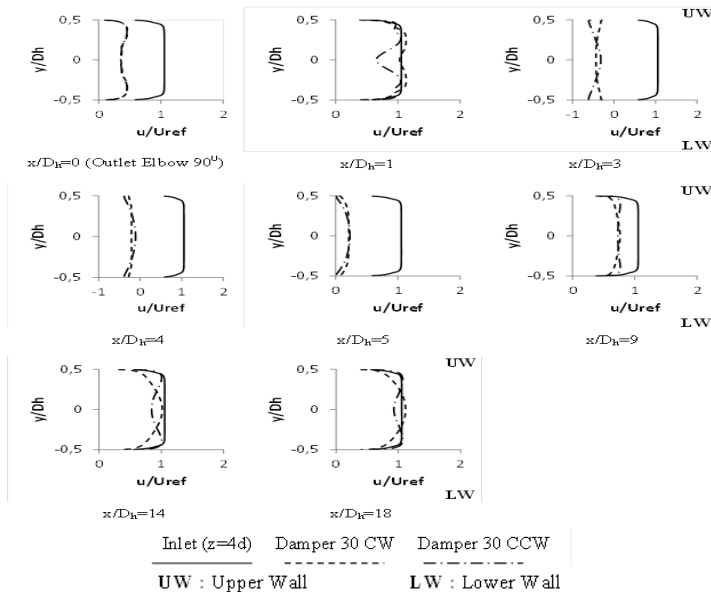 UW
y/Dh
0,5
0
-0,5
0 1 2
u/Uref
x/Dh=0 (Outlet Elbow 90⁰)
y/Dh
0,5
0
-0,5
0 1 2
u/Uref
x/Dh=1
y/Dh
0,5
0
-0,5
-1 0 1 2
u/Uref
LW
x/Dh=3
UW
y/Dh
0,5
0
-0,5
-1 0 1 2
u/Uref
x/Dh=4
y/Dh
0,5
0
-0,5
0 1 2
u/Uref
x/Dh=5
y/Dh
0,5
0
-0,5
0 1 2
u/Uref
LW
x/Dh=9
UW
y/Dh
0,5
0
-0,5
0 1 2
u/Uref
x/Dh=14
y/Dh
0,5
0
-0,5
0 1 2
u/Uref
LW
x/Dh=18
Inlet (z=4d) Damper 30 CW Damper 30 CCW
UW : Upper Wall LW : Lower Wall